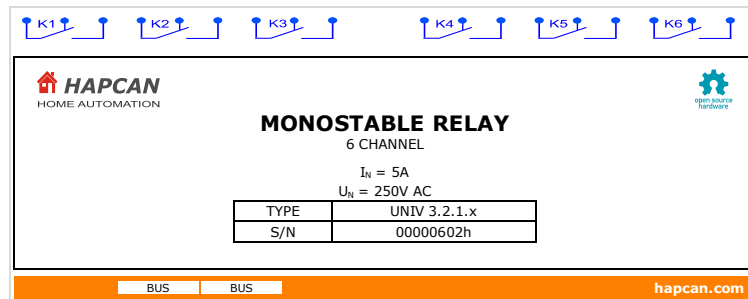 K1 K2 K3 K4 K5 K6
HAPCAN
HOME AUTOMATION
open source
hardware
MONOSTABLE RELAY
6 CHANNEL
IN = 5A
UN = 250V AC
TYPE UNIV 3.2.1.x
S/N 00000602h
BUS BUS hapcan.com